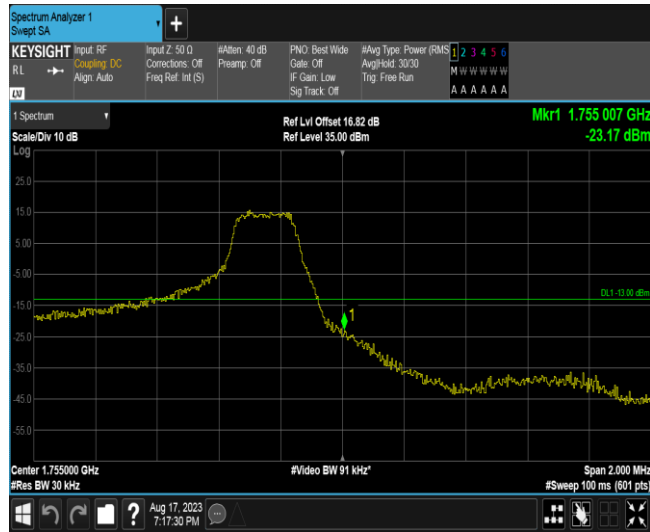 Spectrum Analyzer 1
Swept SA
KEYSIGHT
RL
LXI
Input: RF
Coupling: DC
Align: Auto
Input Z: 50 Ω
Corrections: Off
Freq Ref: Int (S)
#Atten: 40 dB
Preamp: Off
PNO: Best Wide
Gate: Off
IF Gain: Low
Sig Track: Off
#Avg Type: Power (RMS
Avg|Hold: 30/30
Trig: Free Run
1 2 3 4 5 6
M W W W W W
A A A A A A
1 Spectrum
Scale/Div 10 dB
Log
Ref Lvl Offset 16.82 dB
Ref Level 35.00 dBm
Mkr1 1.755 007 GHz
-23.17 dBm
25.0
15.0
5.00
-5.00
-15.0
-25.0
-35.0
-45.0
-55.0
DL1 -13.00 dBm
1
Center 1.755000 GHz
#Res BW 30 kHz
#Video BW 91 kHz*
Span 2.000 MHz
#Sweep 100 ms (601 pts)
Aug 17, 2023
7:17:30 PM